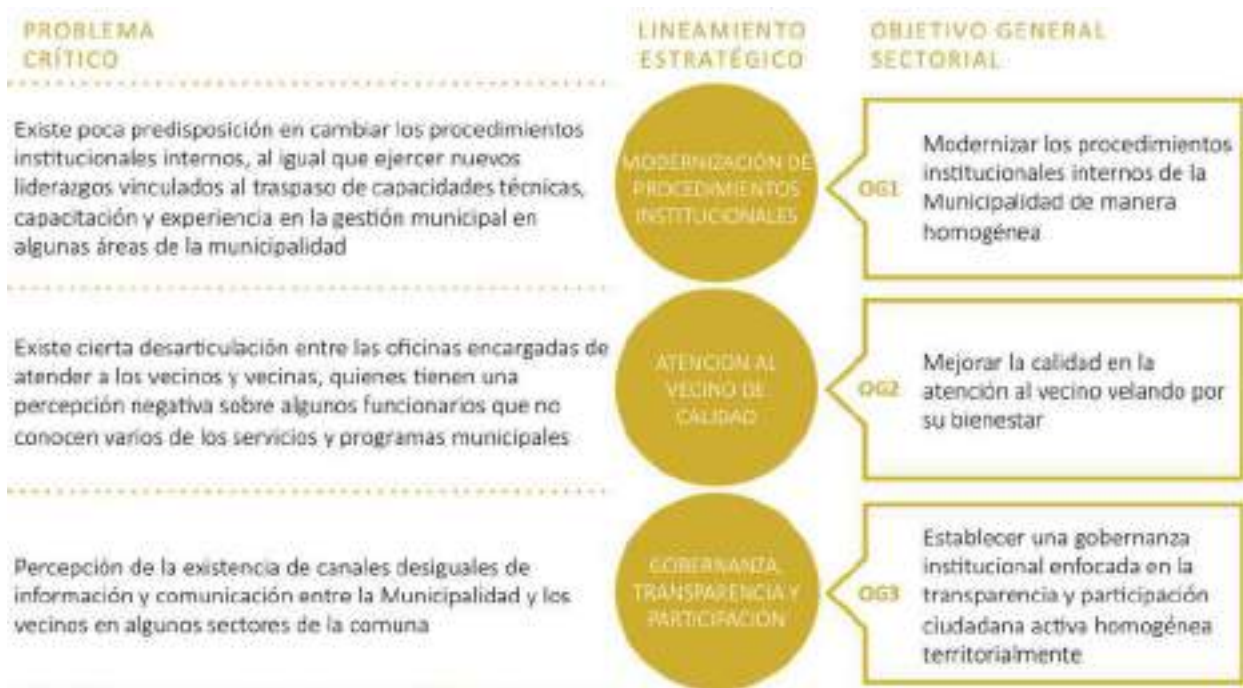 PROBLEMA
CRÍTICO
LINEAMIENTO
ESTRATÉGICO
OBJETIVO GENERAL
SECTORIAL
Existe poca predisposición en cambiar los procedimientos
institucionales internos, al igual que ejercer nuevos
liderazgos vinculados al traspaso de capacidades técnicas,
capacitación y experiencia en la gestión municipal en
algunas áreas de la municipalidad
MODERNIZACIÓN DE
PROCEDIMIENTOS
INSTITUCIONALES
OG1
Modernizar los procedimientos
institucionales internos de la
Municipalidad de manera
homogénea
Existe cierta desarticulación entre las oficinas encargadas de
atender a los vecinos y vecinas, quienes tienen una
percepción negativa sobre algunos funcionarios que no
conocen varios de los servicios y programas municipales
ATENCIÓN AL
VECINO DE
CALIDAD
OG2
Mejorar la calidad en la
atención al vecino velando por
su bienestar
Percepción de la existencia de canales desiguales de
información y comunicación entre la Municipalidad y los
vecinos en algunos sectores de la comuna
GOBERNANZA,
TRANSPARENCIA Y
PARTICIPACIÓN
OG3
Establecer una gobernanza
institucional enfocada en la
transparencia y participación
ciudadana activa homogénea
territorialmente